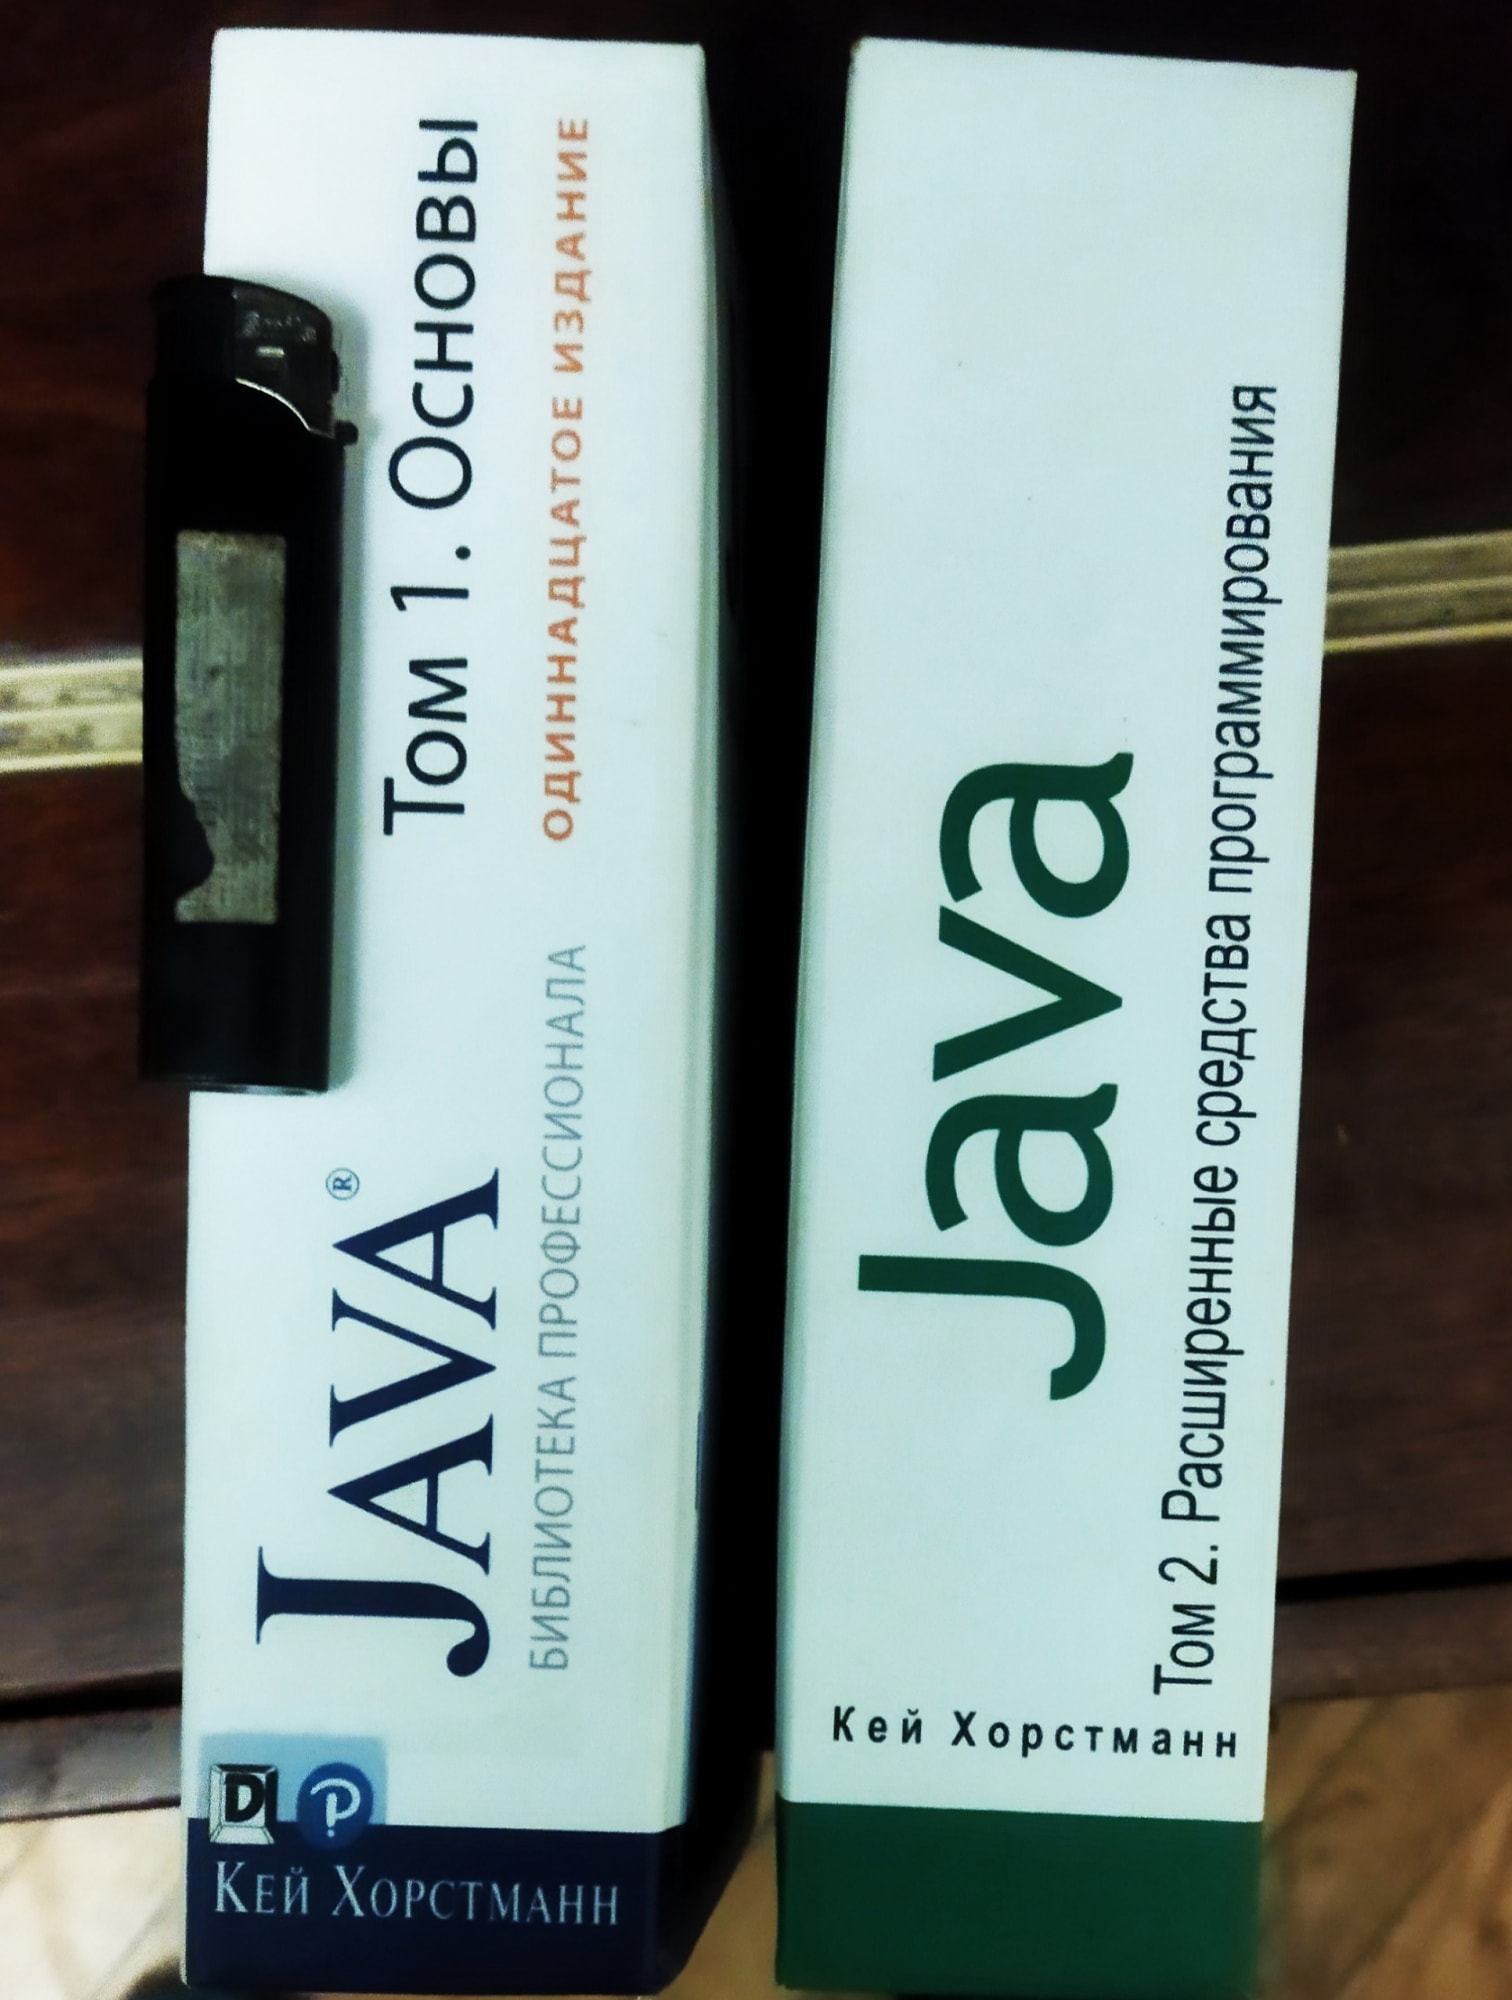 JAVA®
БИБЛИОТЕКА ПРОФЕССИОНАЛА
Том 1. Основы
ОДИННАДЦАТОЕ ИЗДАНИЕ
D
P
Кей Хорстманн
Java
Том 2. Расширенные средства программирования
Кей Хорстманн